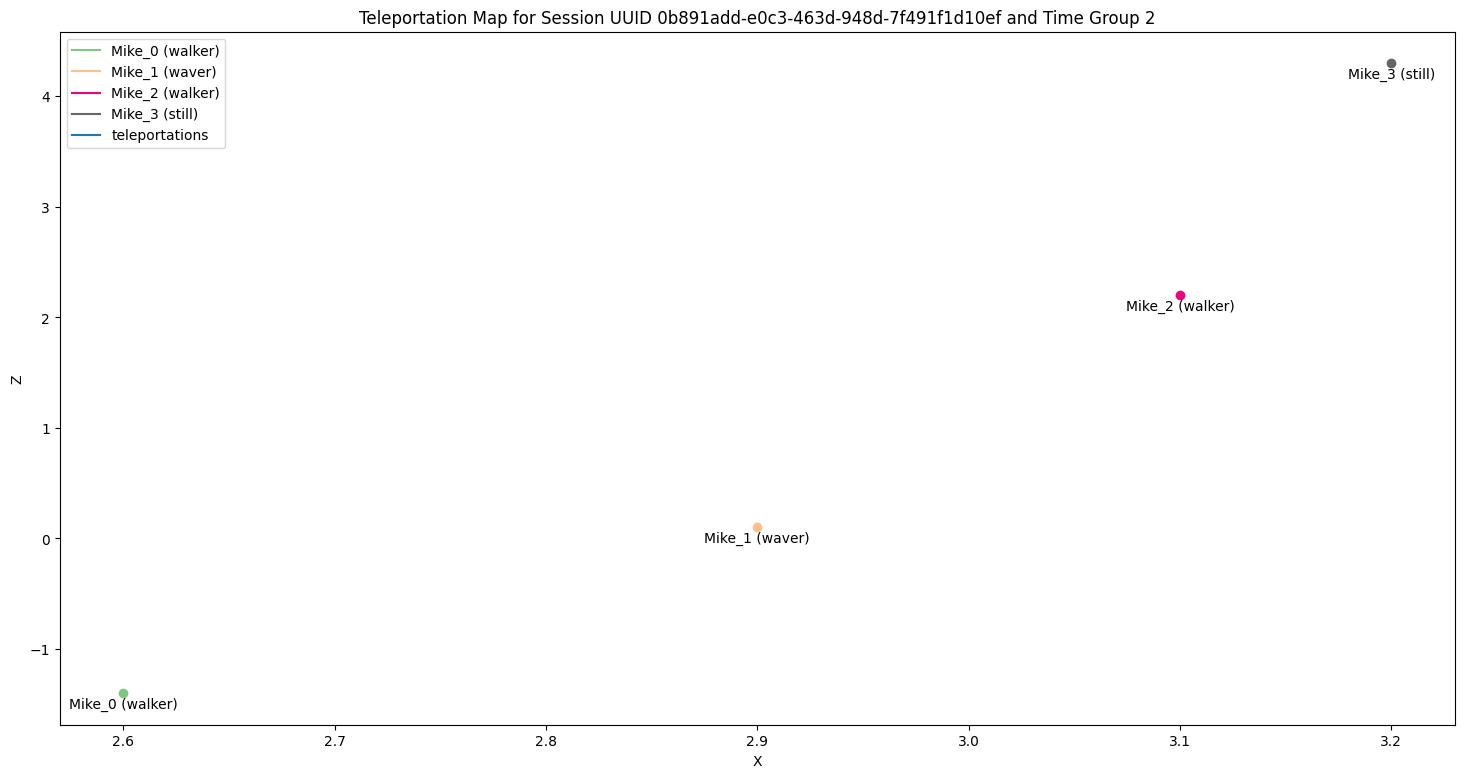 Teleportation Map for Session UUID 0b891add-e0c3-463d-948d-7f491f1d10ef and Time Group 2
Mike_0 (walker)
Mike_1 (waver)
Mike_2 (walker)
Mike_3 (still)
teleportations
Mike_3 (still)
Mike_2 (walker)
Mike_1 (waver)
Mike_0 (walker)
4
3
2
1
0
−1
Z
2.6
2.7
2.8
2.9
3.0
3.1
3.2
X